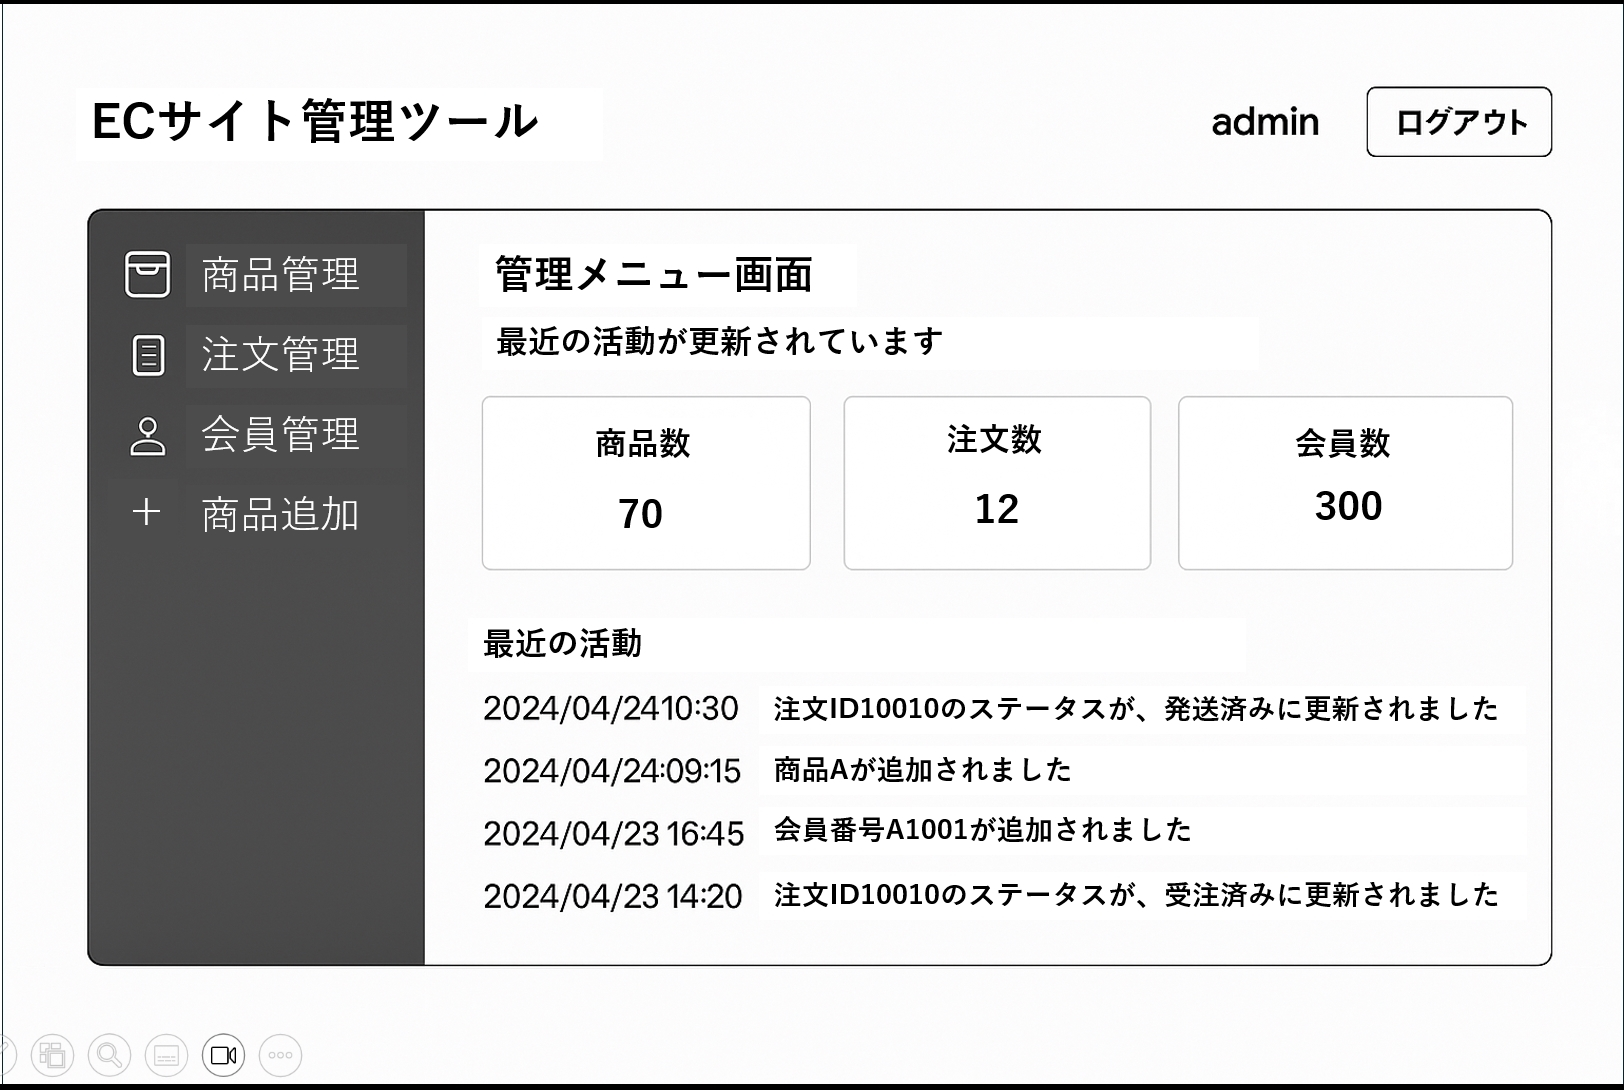 ECサイト管理ツール
admin
ログアウト
商品管理
注文管理
会員管理
+ 商品追加
管理メニュー画面
最近の活動が更新されています
商品数
70
注文数
12
会員数
300
最近の活動
2024/04/2410:30 注文ID10010のステータスが、発送済みに更新されました
2024/04/24:09:15 商品Aが追加されました
2024/04/23 16:45 会員番号A1001が追加されました
2024/04/23 14:20 注文ID10010のステータスが、受注済みに更新されました